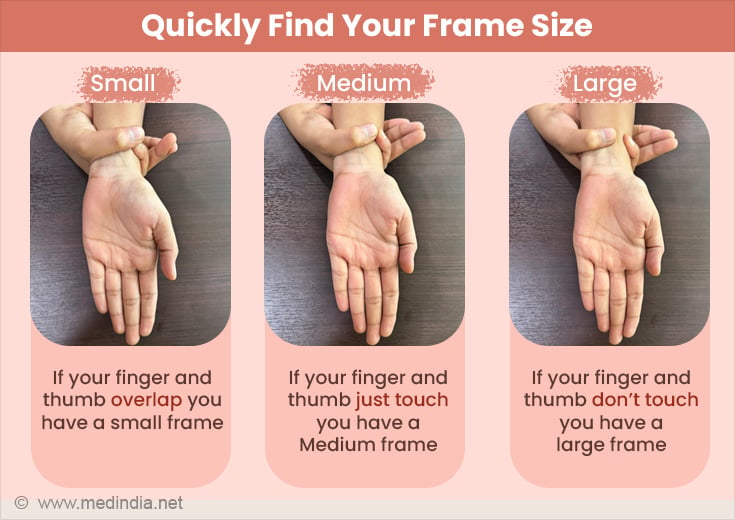 Quickly Find Your Frame Size
Small
Medium
Large
If your finger and
thumb overlap you
have a small frame
If your finger and
thumb just touch
you have a
Medium frame
If your finger and
thumb don't touch
you have a
large frame
© www.medindia.net